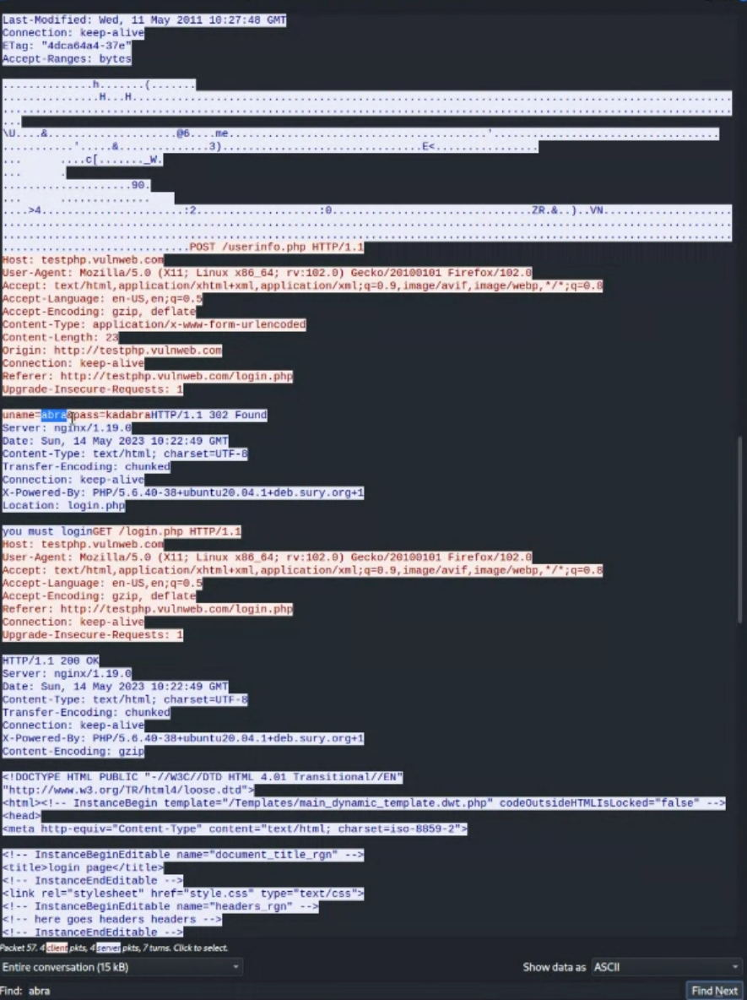 Last-Modified: Wed, 11 May 2011 10:27:48 GMT
Connection: keep-alive
ETag: "4dca64a4-37e"
Accept-Ranges: bytes
POST /userinfo.php HTTP/1.1
Host: testphp.vulnweb.com
User-Agent: Mozilla/5.0 (X11; Linux x86_64; rv:102.0) Gecko/20100101 Firefox/102.0
Accept: text/html,application/xhtml+xml,application/xml;q=0.9,image/avif,image/webp,*/*;q=0.8
Accept-Language: en-US,en;q=0.5
Accept-Encoding: gzip, deflate
Content-Type: application/x-www-form-urlencoded
Content-Length: 23
Origin: http://testphp.vulnweb.com
Connection: keep-alive
Referer: http://testphp.vulnweb.com/login.php
Upgrade-Insecure-Requests: 1
uname=abra&pass=kadabraHTTP/1.1 302 Found
Server: nginx/1.19.0
Date: Sun, 14 May 2023 10:22:49 GMT
Content-Type: text/html; charset=UTF-8
Transfer-Encoding: chunked
Connection: keep-alive
X-Powered-By: PHP/5.6.40-38+ubuntu20.04.1+deb.sury.org+1
Location: login.php
you must loginGET /login.php HTTP/1.1
Host: testphp.vulnweb.com
User-Agent: Mozilla/5.0 (X11; Linux x86_64; rv:102.0) Gecko/20100101 Firefox/102.0
Accept: text/html,application/xhtml+xml,application/xml;q=0.9,image/avif,image/webp,*/*;q=0.8
Accept-Language: en-US,en;q=0.5
Accept-Encoding: gzip, deflate
Referer: http://testphp.vulnweb.com/login.php
Connection: keep-alive
Upgrade-Insecure-Requests: 1
HTTP/1.1 200 OK
Server: nginx/1.19.0
Date: Sun, 14 May 2023 10:22:49 GMT
Content-Type: text/html; charset=UTF-8
Transfer-Encoding: chunked
Connection: keep-alive
X-Powered-By: PHP/5.6.40-38+ubuntu20.04.1+deb.sury.org+1
Content-Encoding: gzip
<!DOCTYPE HTML PUBLIC "-//W3C//DTD HTML 4.01 Transitional//EN"
"http://www.w3.org/TR/html4/loose.dtd">
<html><!-- InstanceBegin template="/Templates/main_dynamic_template.dwt.php" codeOutsideHTMLIsLocked="false" -->
<head>
<meta http-equiv="Content-Type" content="text/html; charset=iso-8859-2">
<!-- InstanceBeginEditable name="document_title_rgn" -->
<title>login page</title>
<!-- InstanceEndEditable -->
<link rel="stylesheet" href="style.css" type="text/css">
<!-- InstanceBeginEditable name="headers_rgn" -->
<!-- here goes headers headers -->
<!-- InstanceEndEditable -->
Packet 57. 4 client pkts, 4 server pkts, 7 turns. Click to select.
Entire conversation (15 kB)
Show data as ASCII
Find: abra
Find Next